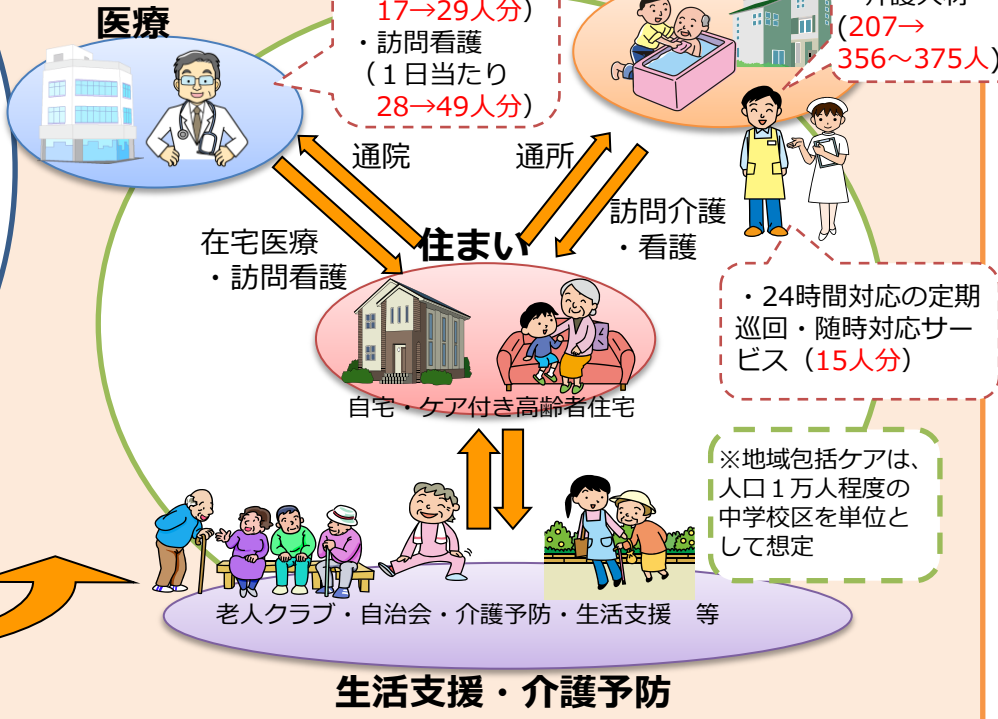 医療
17→29人分）
・訪問看護
（１日当たり
28→49人分）
(207→
356～375人)
通院
通所
在宅医療
・訪問看護
住まい
訪問介護
・看護
・24時間対応の定期
巡回・随時対応サー
ビス（15人分）
自宅・ケア付き高齢者住宅
※地域包括ケアは、
人口１万人程度の
中学校区を単位と
して想定
老人クラブ・自治会・介護予防・生活支援　等
生活支援・介護予防